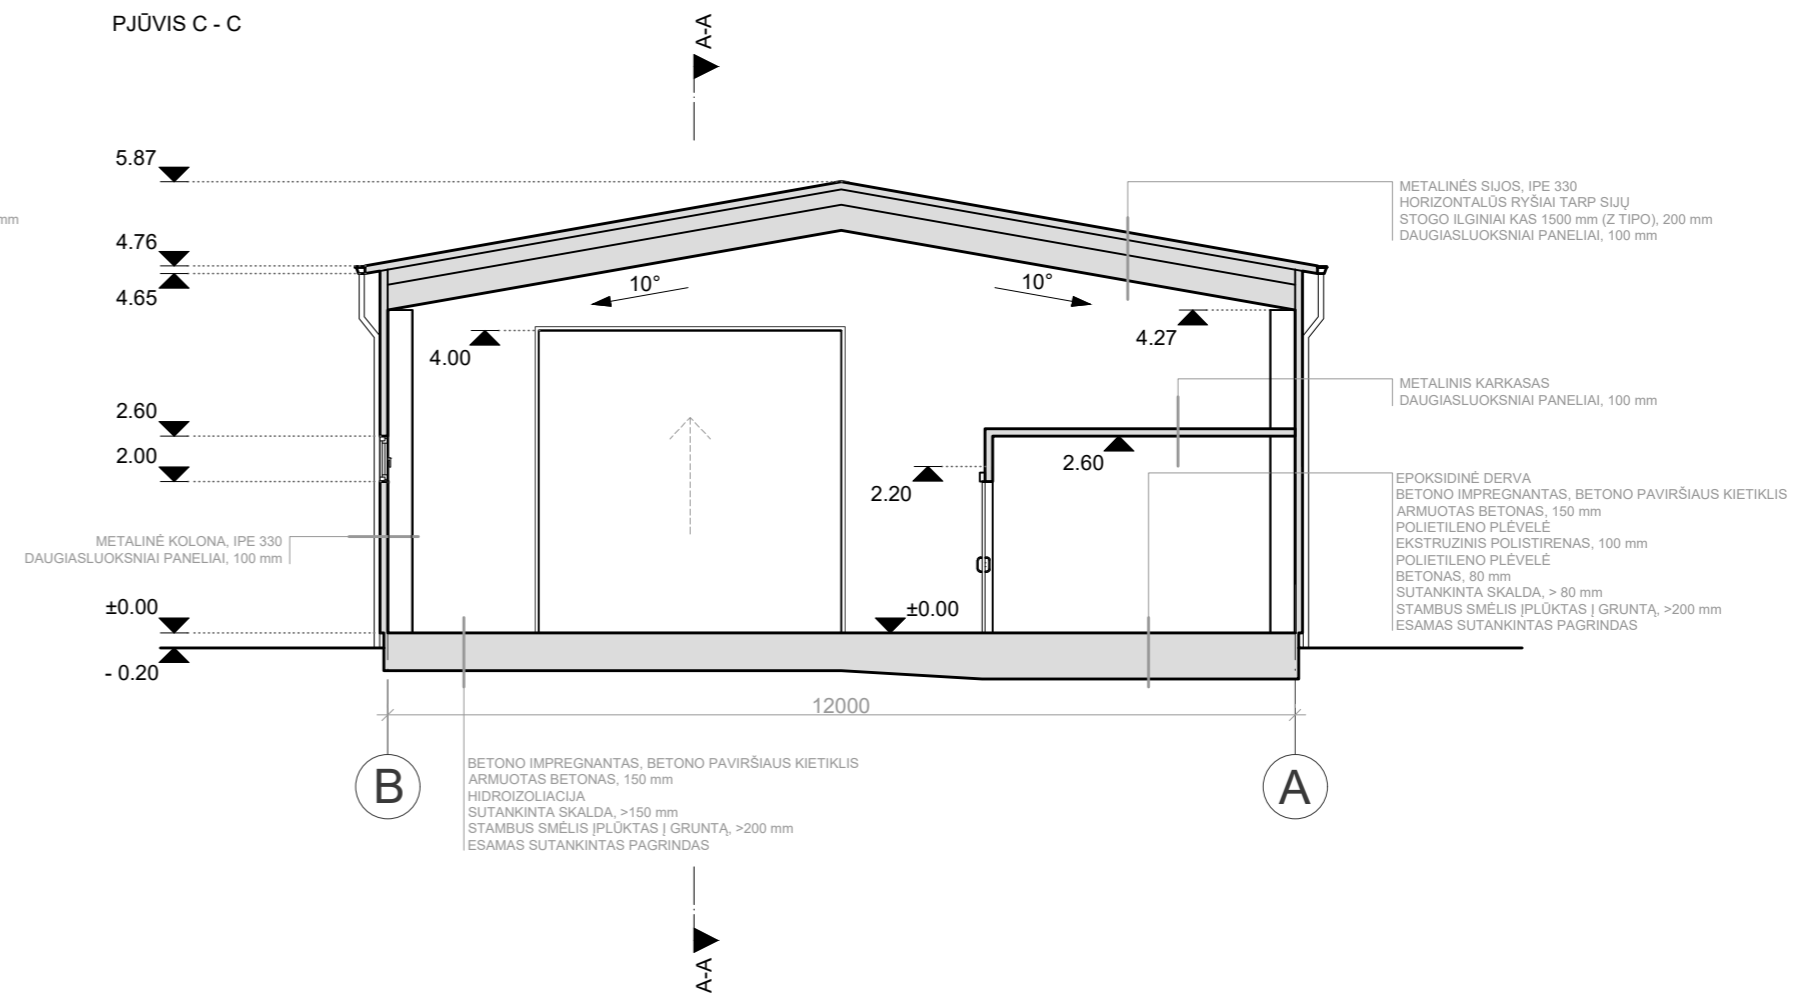 PJŪVIS C - C
A-A
5.87
mm
4.76
4.65
METALINĖS SIJOS, IPE 330
HORIZONTALŪS RYŠIAI TARP SIJŲ
STOGO ILGINIAI KAS 1500 mm (Z TIPO), 200 mm
DAUGIASLUOKSNIAI PANELIAI, 100 mm
10°
10°
4.00
4.27
METALINIS KARKASAS
DAUGIASLUOKSNIAI PANELIAI, 100 mm
2.60
2.00
2.60
2.20
EPOKSIDINĖ DERVA
BETONO IMPREGNANTAS, BETONO PAVIRŠIAUS KIETIKLIS
ARMUOTAS BETONAS, 150 mm
POLIETILENO PLĖVELĖ
EKSTRUZINIS POLISTIRENAS, 100 mm
POLIETILENO PLĖVELĖ
BETONAS, 80 mm
SUTANKINTA SKALDA, > 80 mm
STAMBUS SMĖLIS ĮPLŪKTAS Į GRUNTĄ, >200 mm
ESAMAS SUTANKINTAS PAGRINDAS
METALINĖ KOLONA, IPE 330
DAUGIASLUOKSNIAI PANELIAI, 100 mm
±0.00
±0.00
- 0.20
12000
B
A
BETONO IMPREGNANTAS, BETONO PAVIRŠIAUS KIETIKLIS
ARMUOTAS BETONAS, 150 mm
HIDROIZOLIACIJA
SUTANKINTA SKALDA, >150 mm
STAMBUS SMĖLIS ĮPLŪKTAS Į GRUNTĄ, >200 mm
ESAMAS SUTANKINTAS PAGRINDAS
A-A